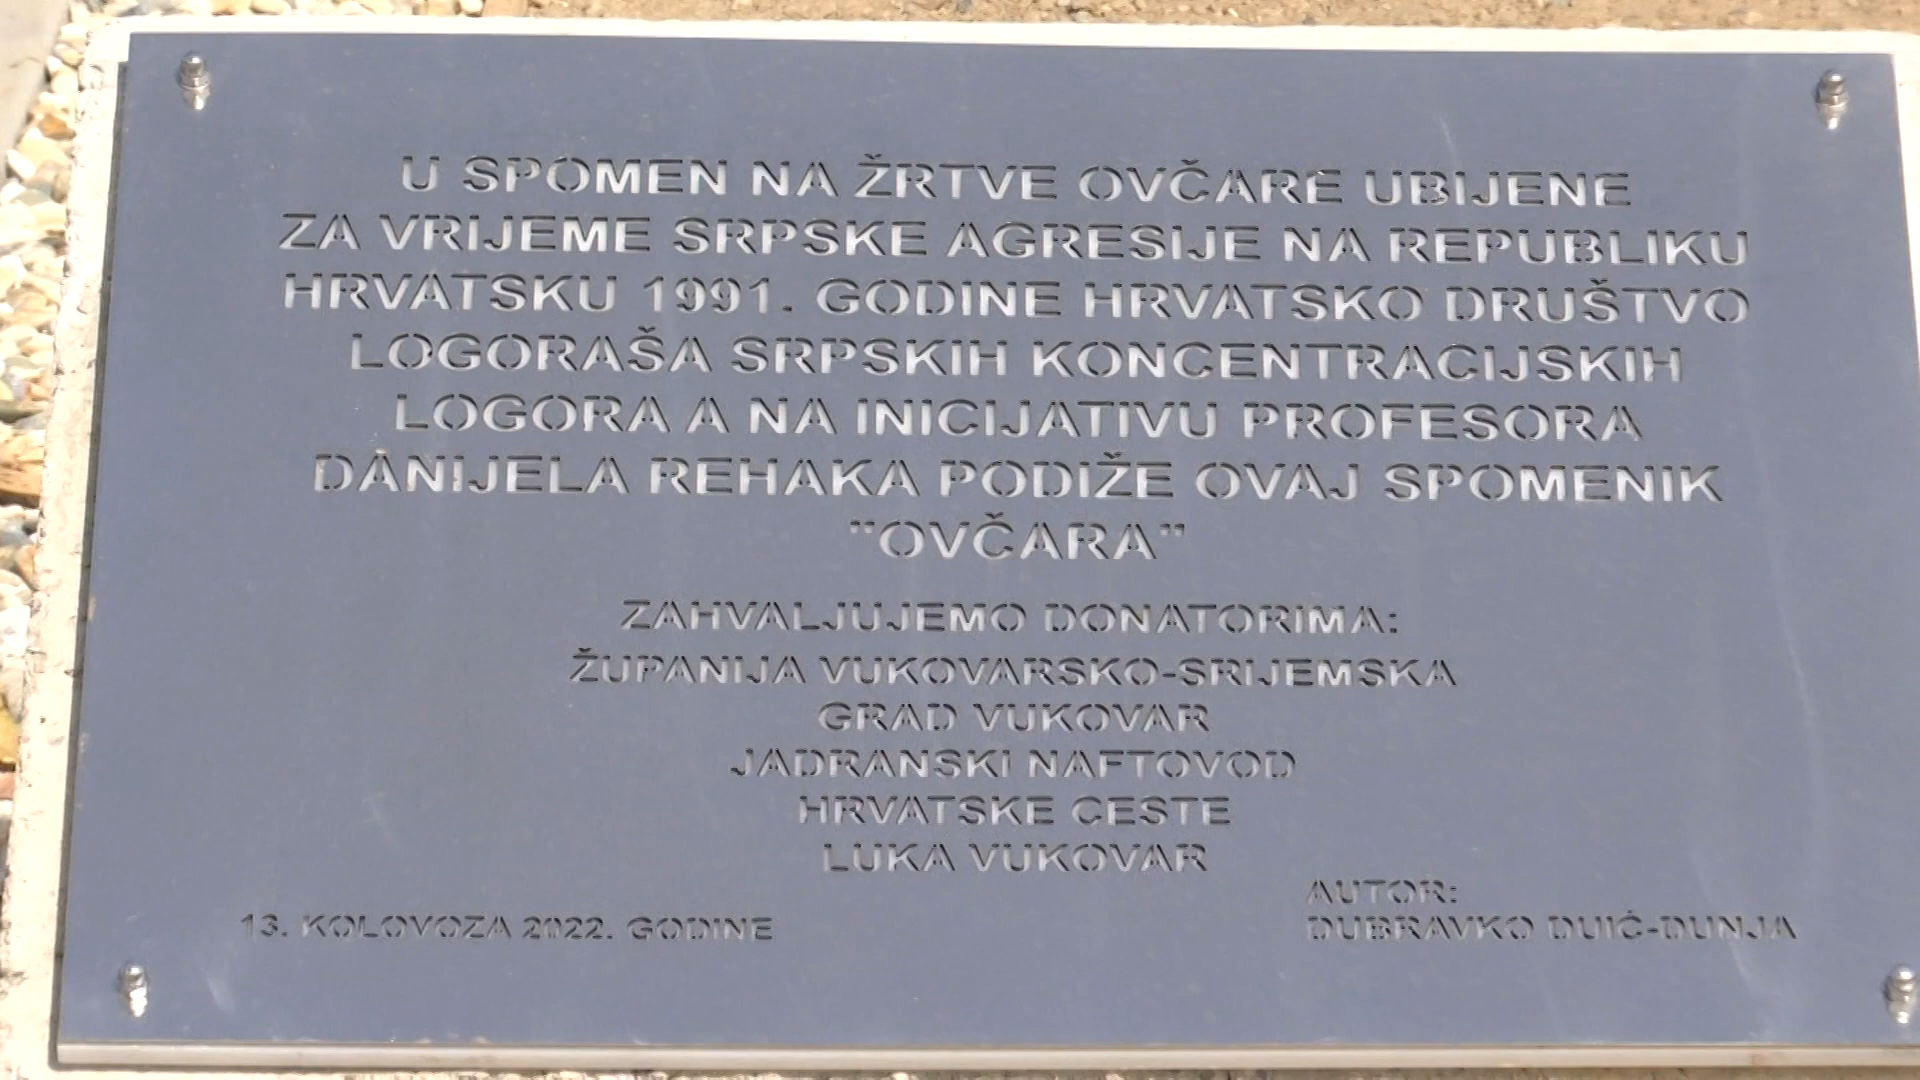 U SPOMEN NA ŽRTVE OVČARE UBIJENE
ZA VRIJEME SRPSKE AGRESIJE NA REPUBLIKU
HRVATSKU 1991. GODINE HRVATSKO DRUŠTVO
LOGORAŠA SRPSKIH KONCENTRACIJSKIH
LOGORA A NA INICIJATIVU PROFESORA
DANIJELA REHAKA PODIŽE OVAJ SPOMENIK
"OVČARA"
ZAHVALJUJEMO DONATORIMA:
ŽUPANIJA VUKOVARSKO-SRIJEMSKA
GRAD VUKOVAR
JADRANSKI NAFTOVOD
HRVATSKE CESTE
LUKA VUKOVAR
AUTOR:
13. KOLOVOZA 2022. GODINE DUBRAVKO DUIĆ-DUNJA